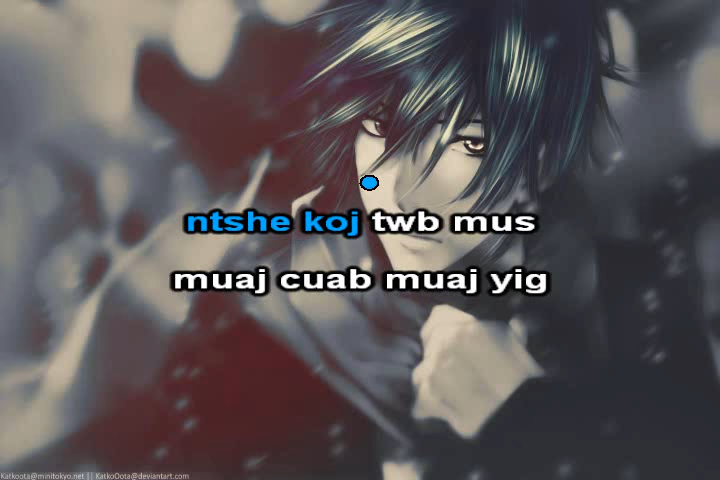 ntshe koj twb mus
muaj cuab muaj yig
Katkoota@minitokyo.net || KatkoOota@deviantart.com